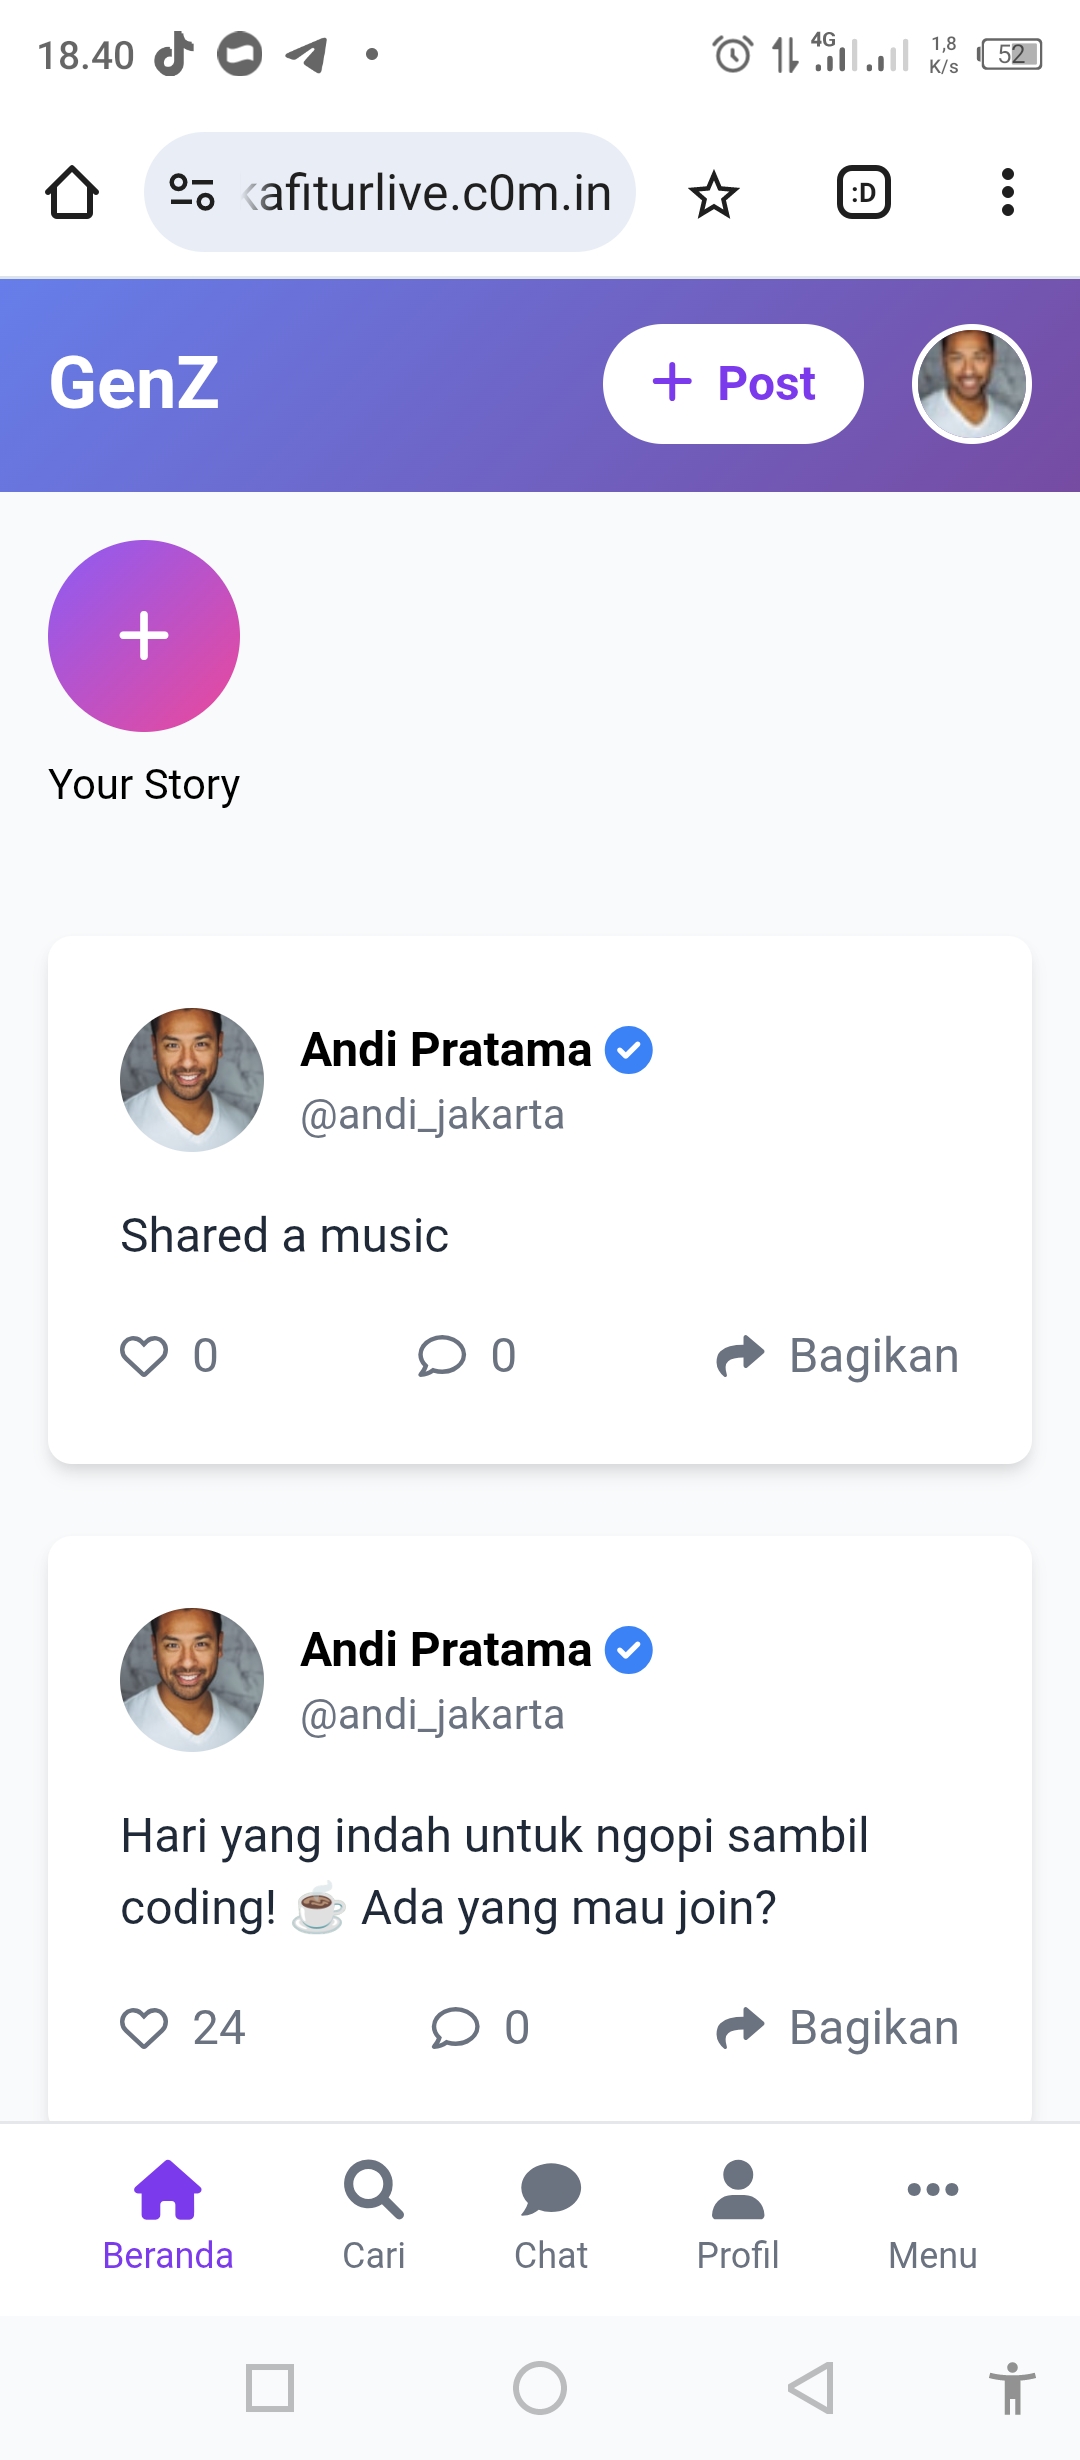 18.40
4G
1,8
K/s
52
afiturlive.c0m.in
:D
GenZ
+ Post
Your Story
Andi Pratama
@andi_jakarta
Shared a music
0
0
Bagikan
Andi Pratama
@andi_jakarta
Hari yang indah untuk ngopi sambil
coding! ☕ Ada yang mau join?
24
0
Bagikan
Beranda
Cari
Chat
Profil
Menu